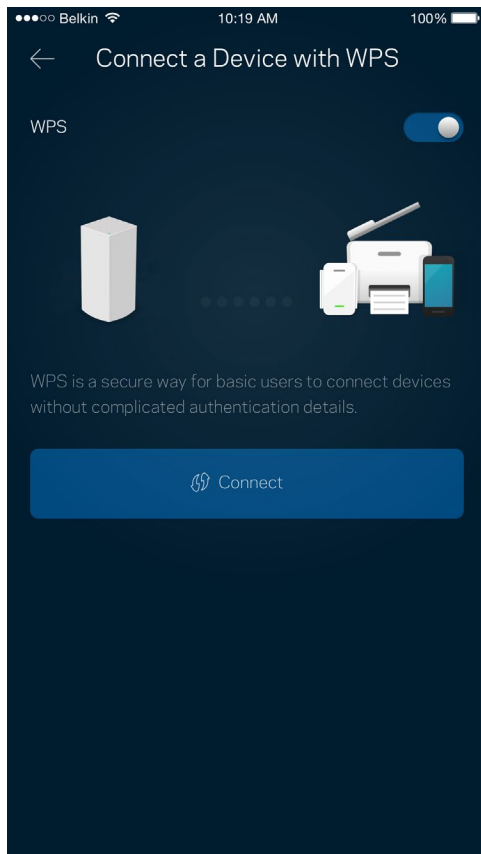 Belkin 10:19 AM 100%
Connect a Device with WPS
WPS
WPS is a secure way for basic users to connect devices
without complicated authentication details.
Connect